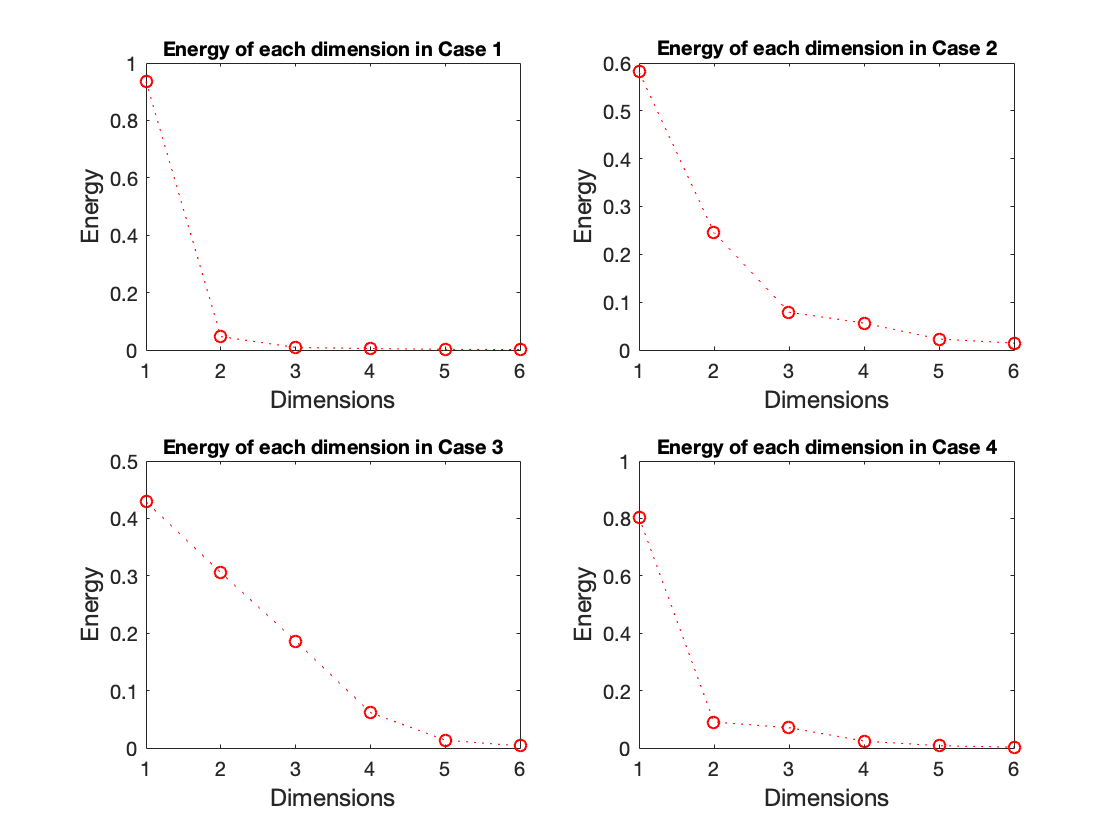 Energy of each dimension in Case 1
1
0.8
0.6
0.4
0.2
0
Energy
1 2 3 4 5 6
Dimensions
Energy of each dimension in Case 2
0.6
0.5
0.4
0.3
0.2
0.1
0
Energy
1 2 3 4 5 6
Dimensions
Energy of each dimension in Case 3
0.5
0.4
0.3
0.2
0.1
0
Energy
1 2 3 4 5 6
Dimensions
Energy of each dimension in Case 4
1
0.8
0.6
0.4
0.2
0
Energy
1 2 3 4 5 6
Dimensions